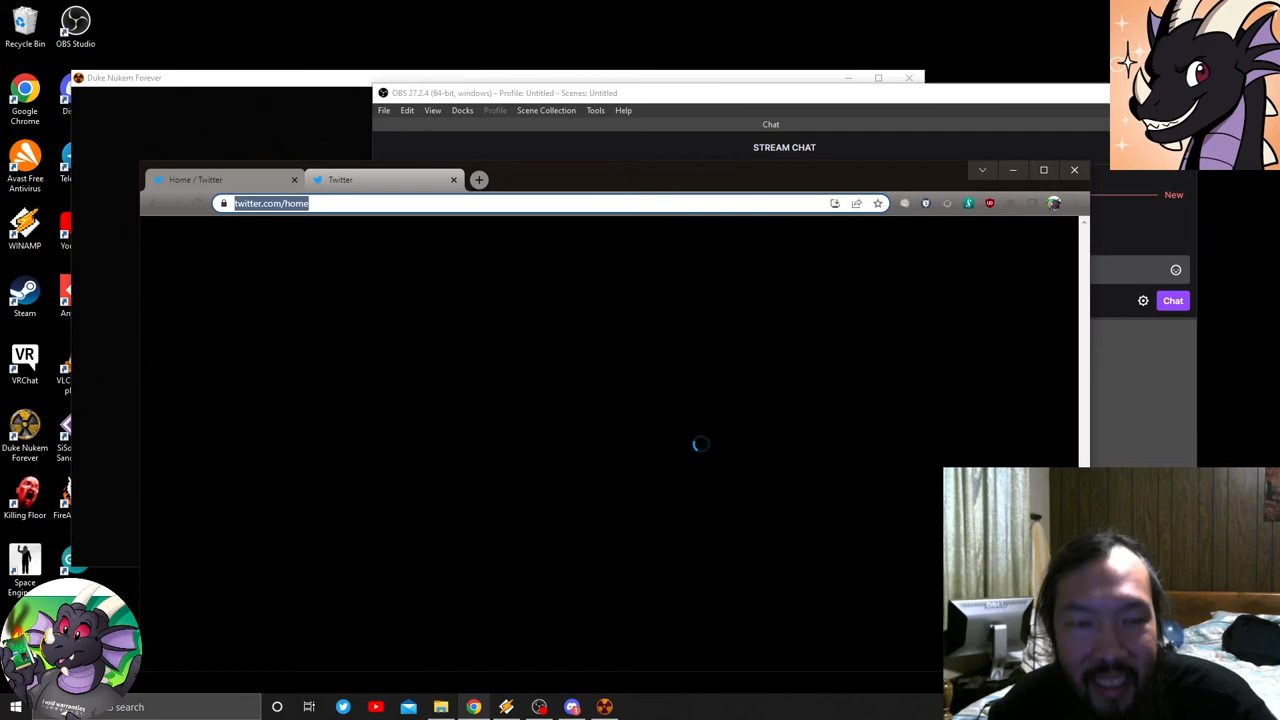 Recycle Bin
OBS Studio
Duke Nukem Forever
OBS 27.2.4 (64-bit, windows) - Profile: Untitled - Scenes: Untitled
File Edit View Docks Profile Scene Collection Tools Help
Chat
STREAM CHAT
Google
Chrome
Home / Twitter
Twitter
New
twitter.com/home
Avast Free
Antivirus
WINAMP
Steam
Chat
VR
VRChat
Duke Nukem
Forever
Killing Floor
Space
I void warranties
search